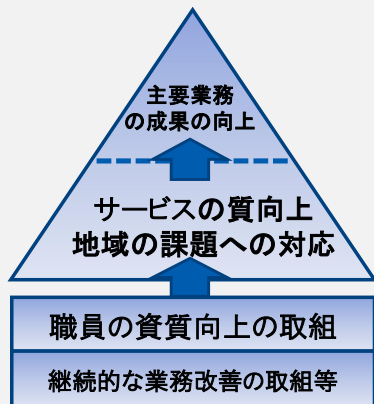 主要業務
の成果の向上
サービスの質向上
地域の課題への対応
職員の資質向上の取組
継続的な業務改善の取組等